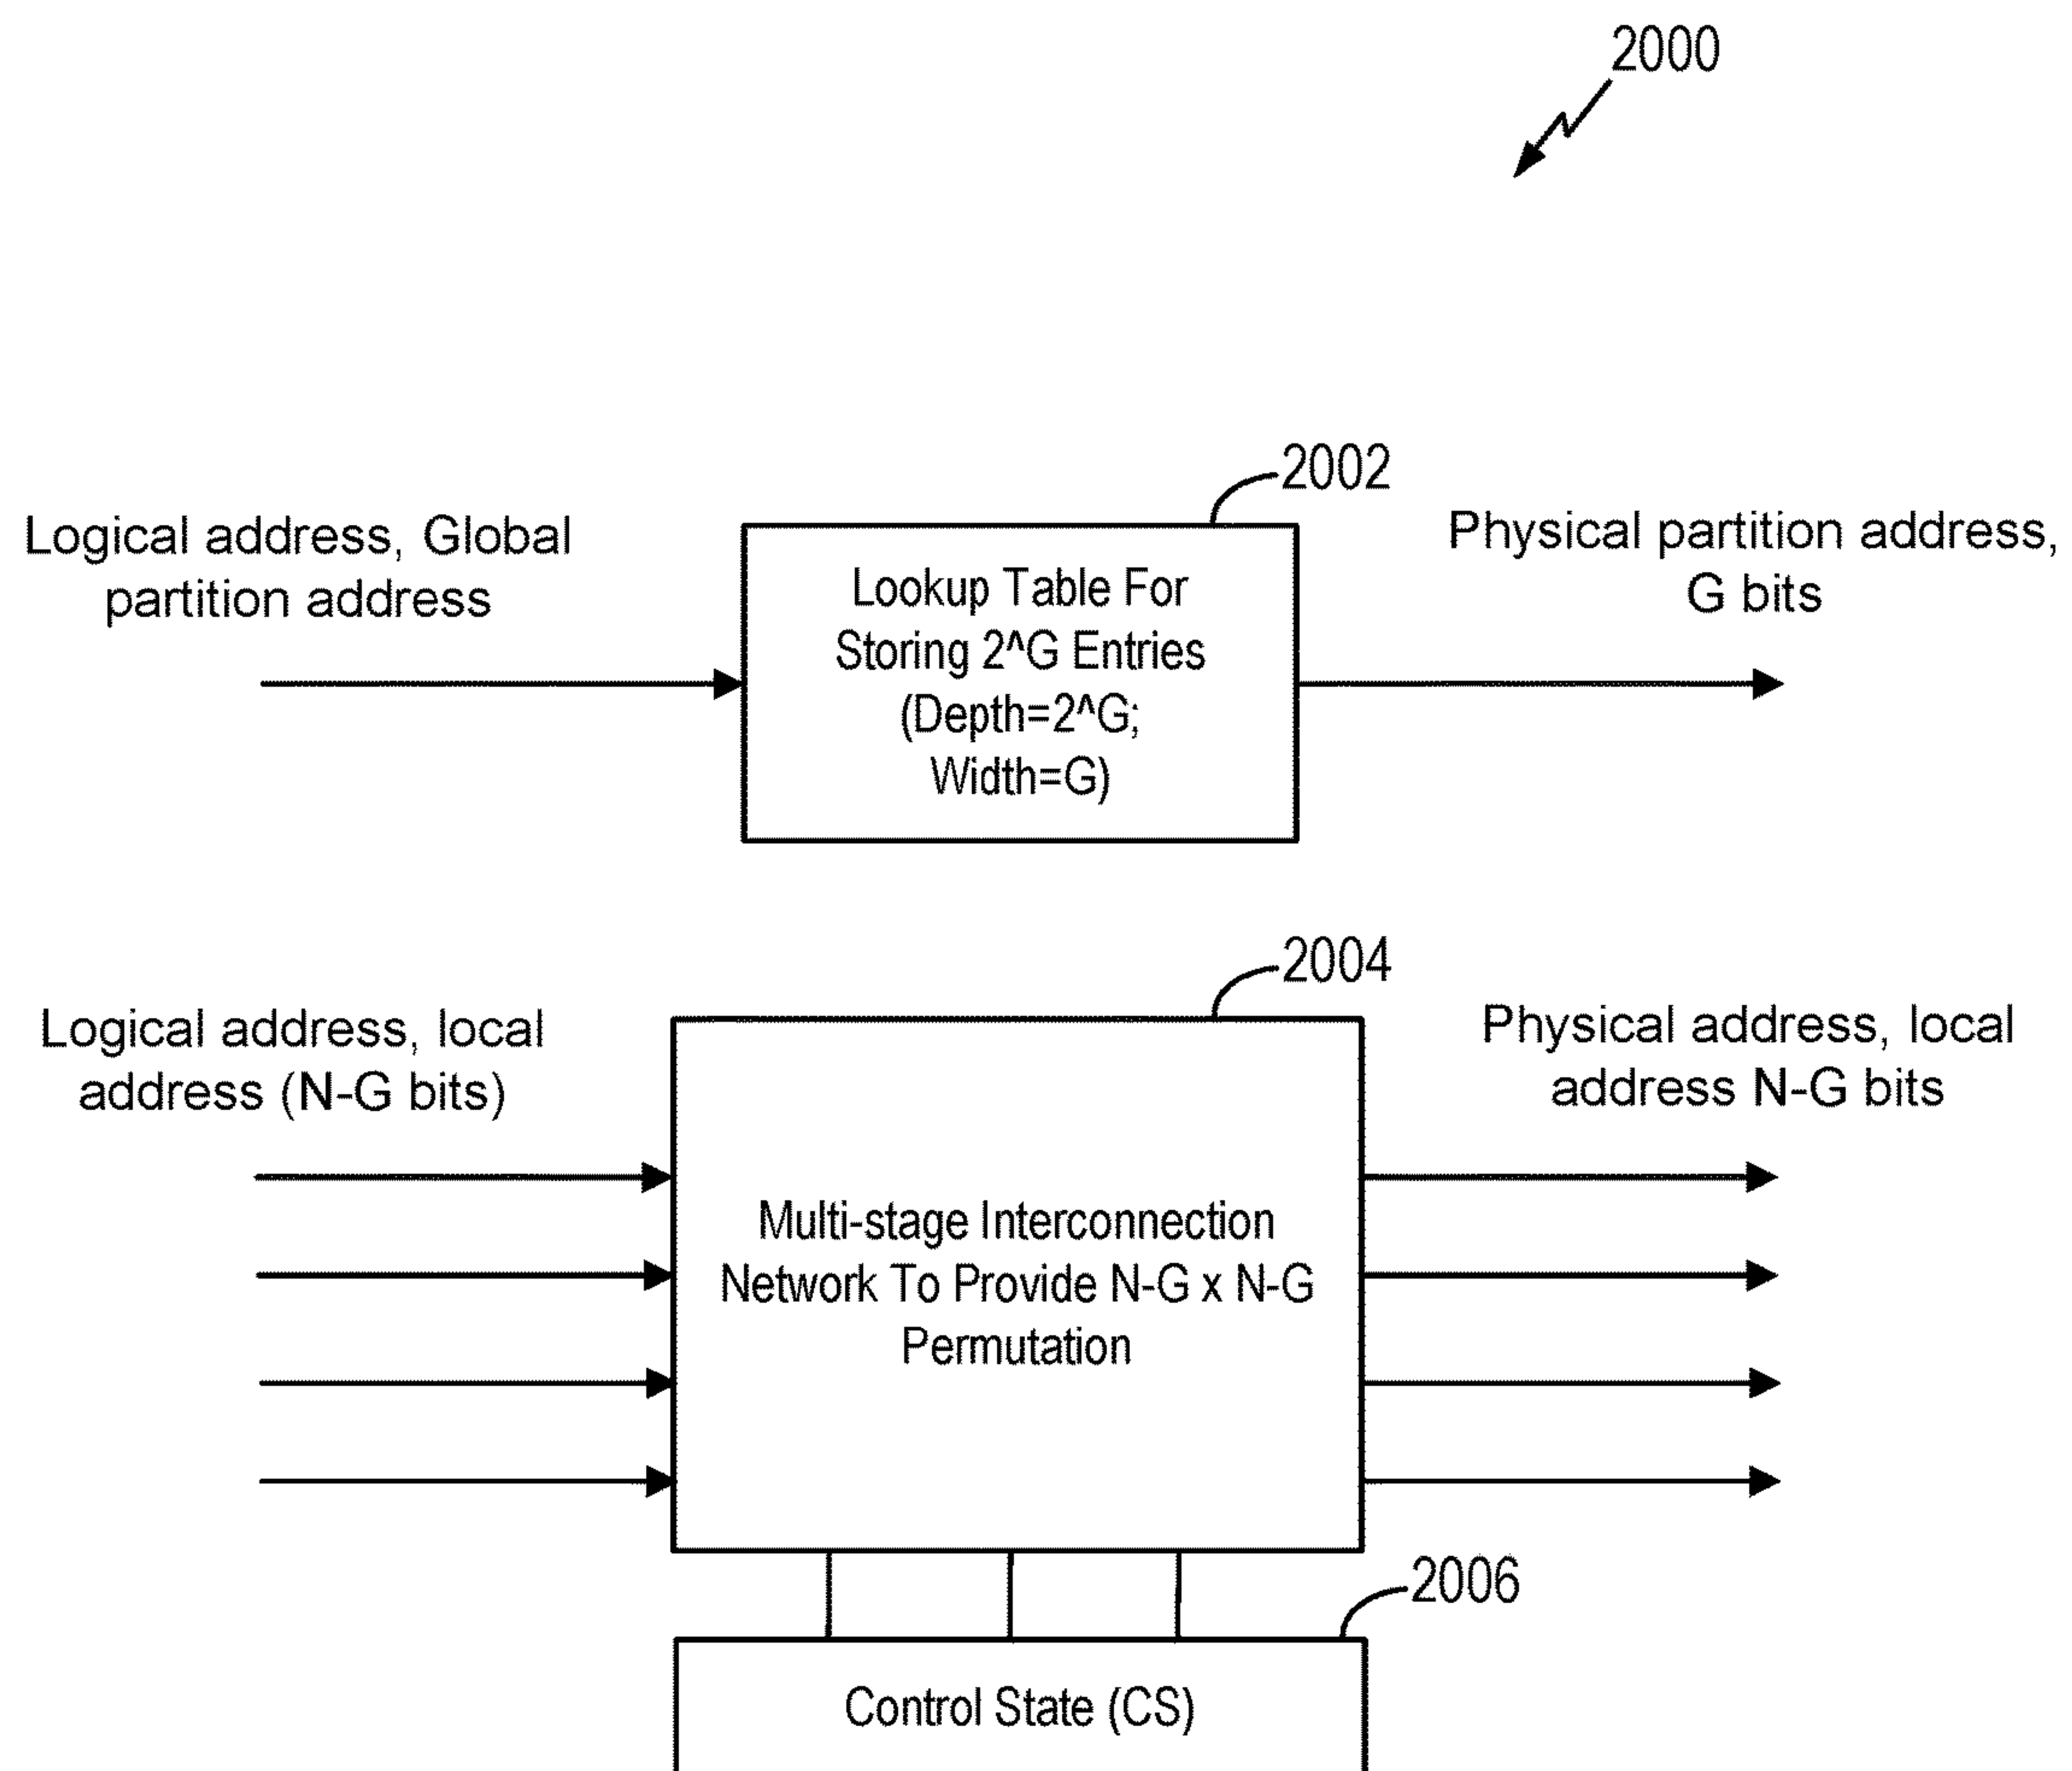 2000
2002
Logical address, Global
partition address
Lookup Table For
Storing 2^G Entries
(Depth=2^G;
Width=G)
Physical partition address,
G bits
2004
Logical address, local
address (N-G bits)
Multi-stage Interconnection
Network To Provide N-G x N-G
Permutation
Physical address, local
address N-G bits
2006
Control State (CS)